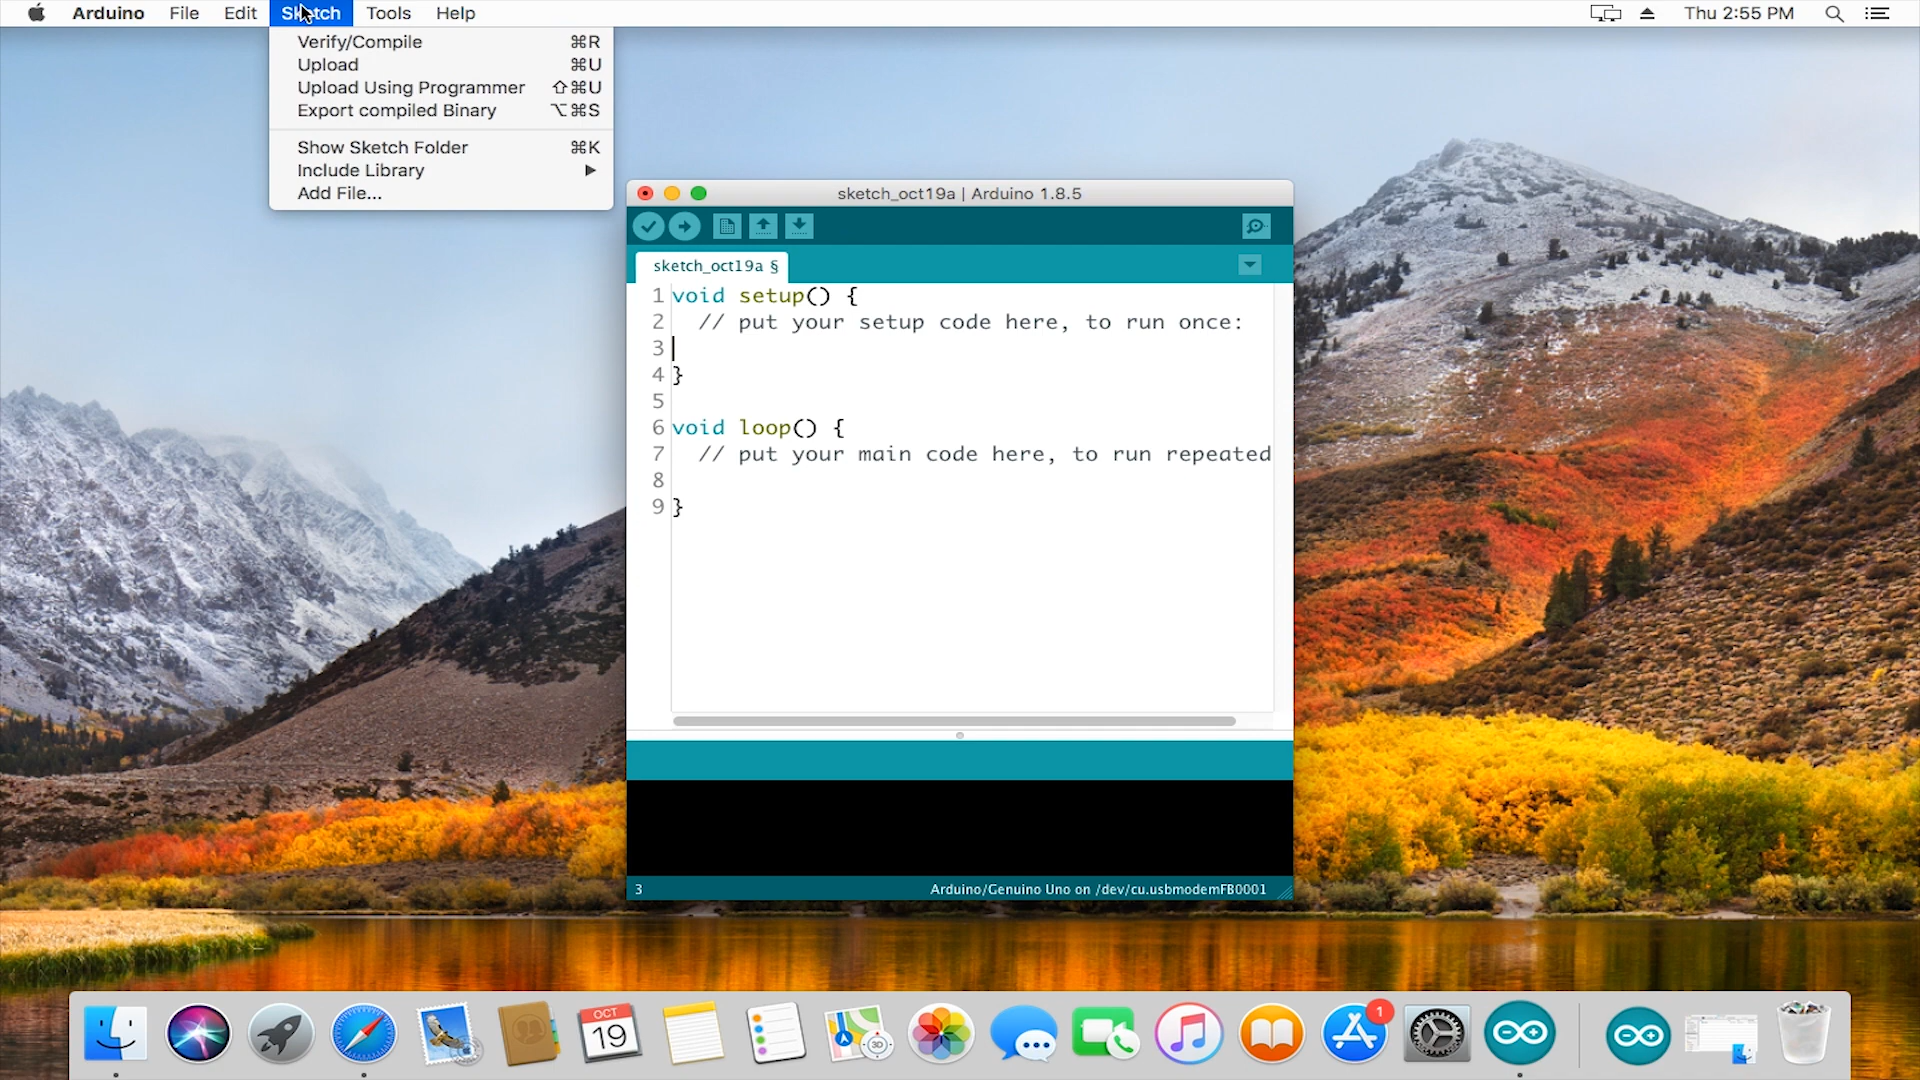 Arduino File Edit Sketch Tools Help Thu 2:55 PM
Verify/Compile ⌘R
Upload ⌘U
Upload Using Programmer ⇧⌘U
Export compiled Binary ⌥⌘S
Show Sketch Folder ⌘K
Include Library ▶
Add File...
sketch_oct19a | Arduino 1.8.5
sketch_oct19a §
1 void setup() {
2 // put your setup code here, to run once:
3
4 }
5
6 void loop() {
7 // put your main code here, to run repeated
8
9 }
3 Arduino/Genuino Uno on /dev/cu.usbmodemFB0001
OCT
19
3D
1